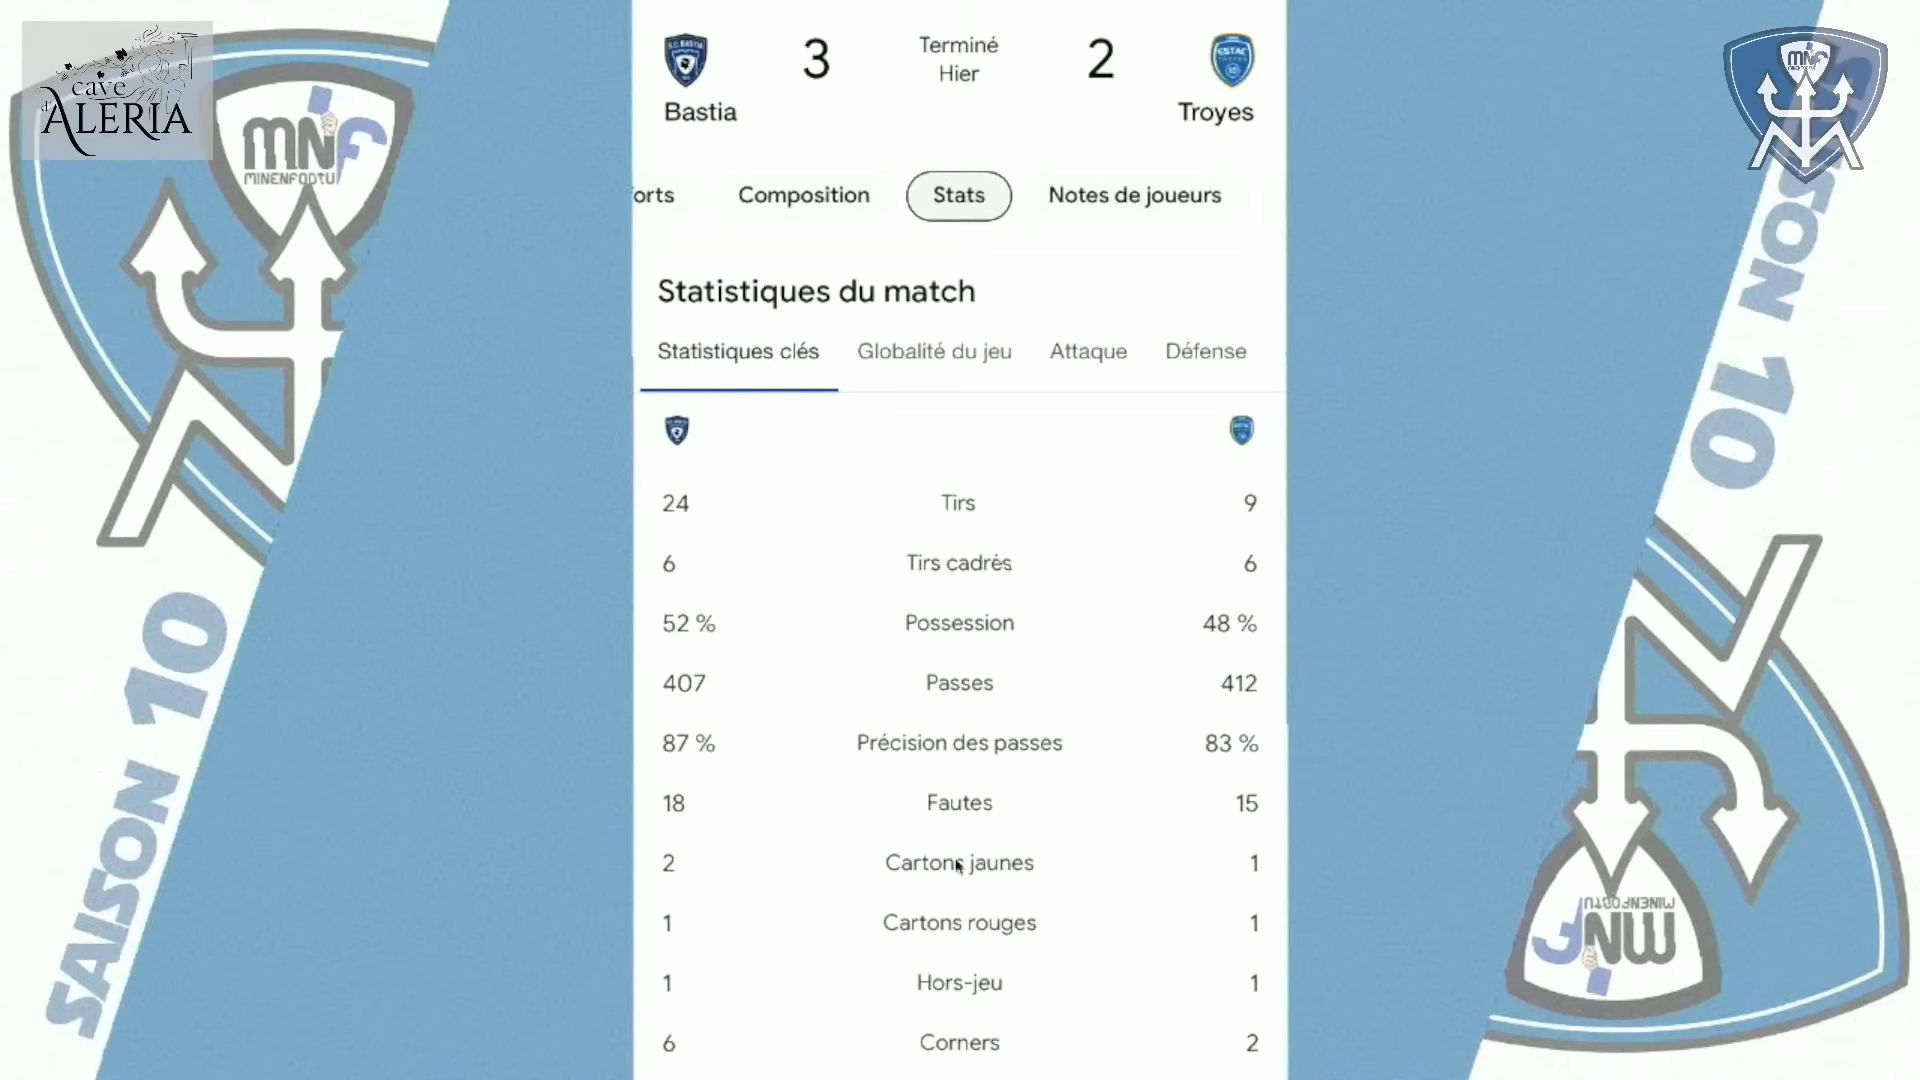 cave
d'ALERIA
MNF
MINENFOOTU
SAISON 10
3
Terminé
Hier
2
Bastia
Troyes
orts
Composition
Stats
Notes de joueurs
Statistiques du match
Statistiques clés
Globalité du jeu
Attaque
Défense
24 Tirs 9
6 Tirs cadrés 6
52 % Possession 48 %
407 Passes 412
87 % Précision des passes 83 %
18 Fautes 15
2 Cartons jaunes 1
1 Cartons rouges 1
1 Hors-jeu 1
6 Corners 2
MNF
SAISON 10
MNF
MINENFOOTU